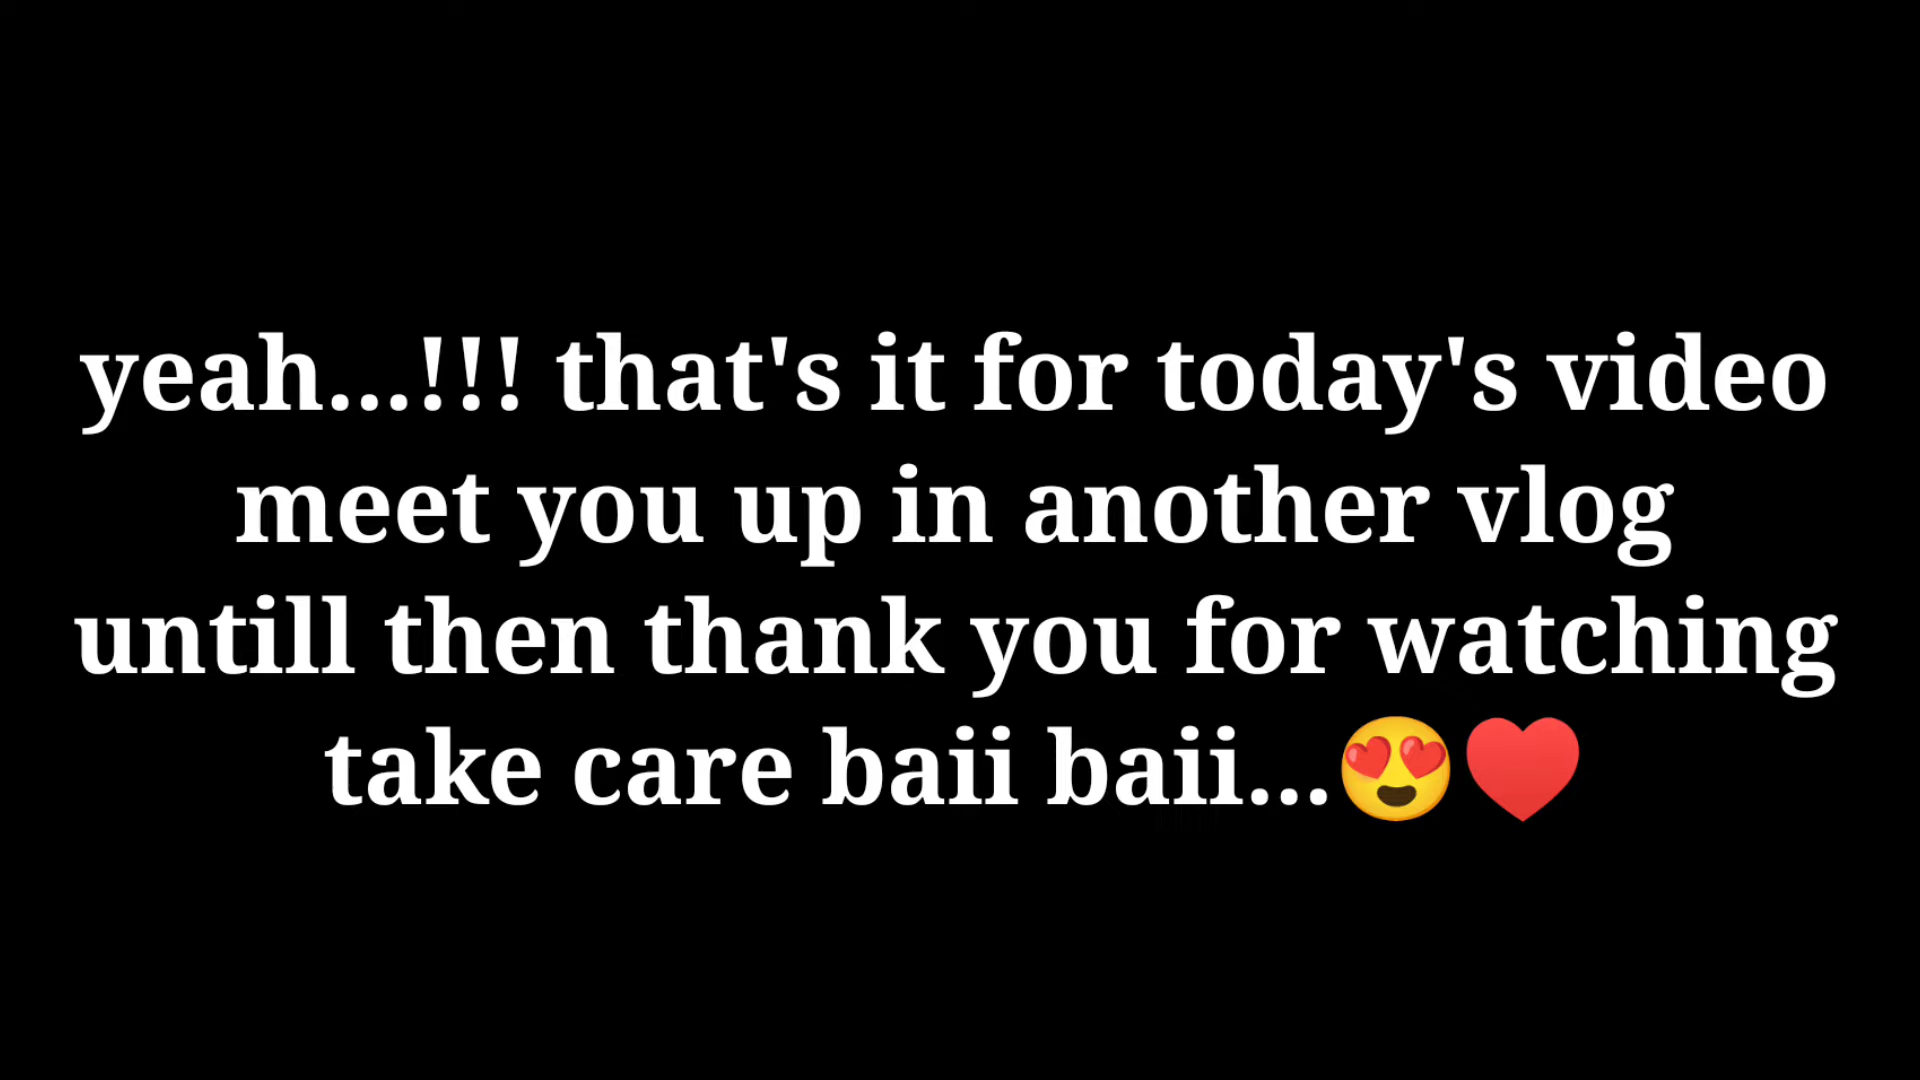 yeah...!!! that's it for today's video
meet you up in another vlog
untill then thank you for watching
take care baii baii...😍♥️